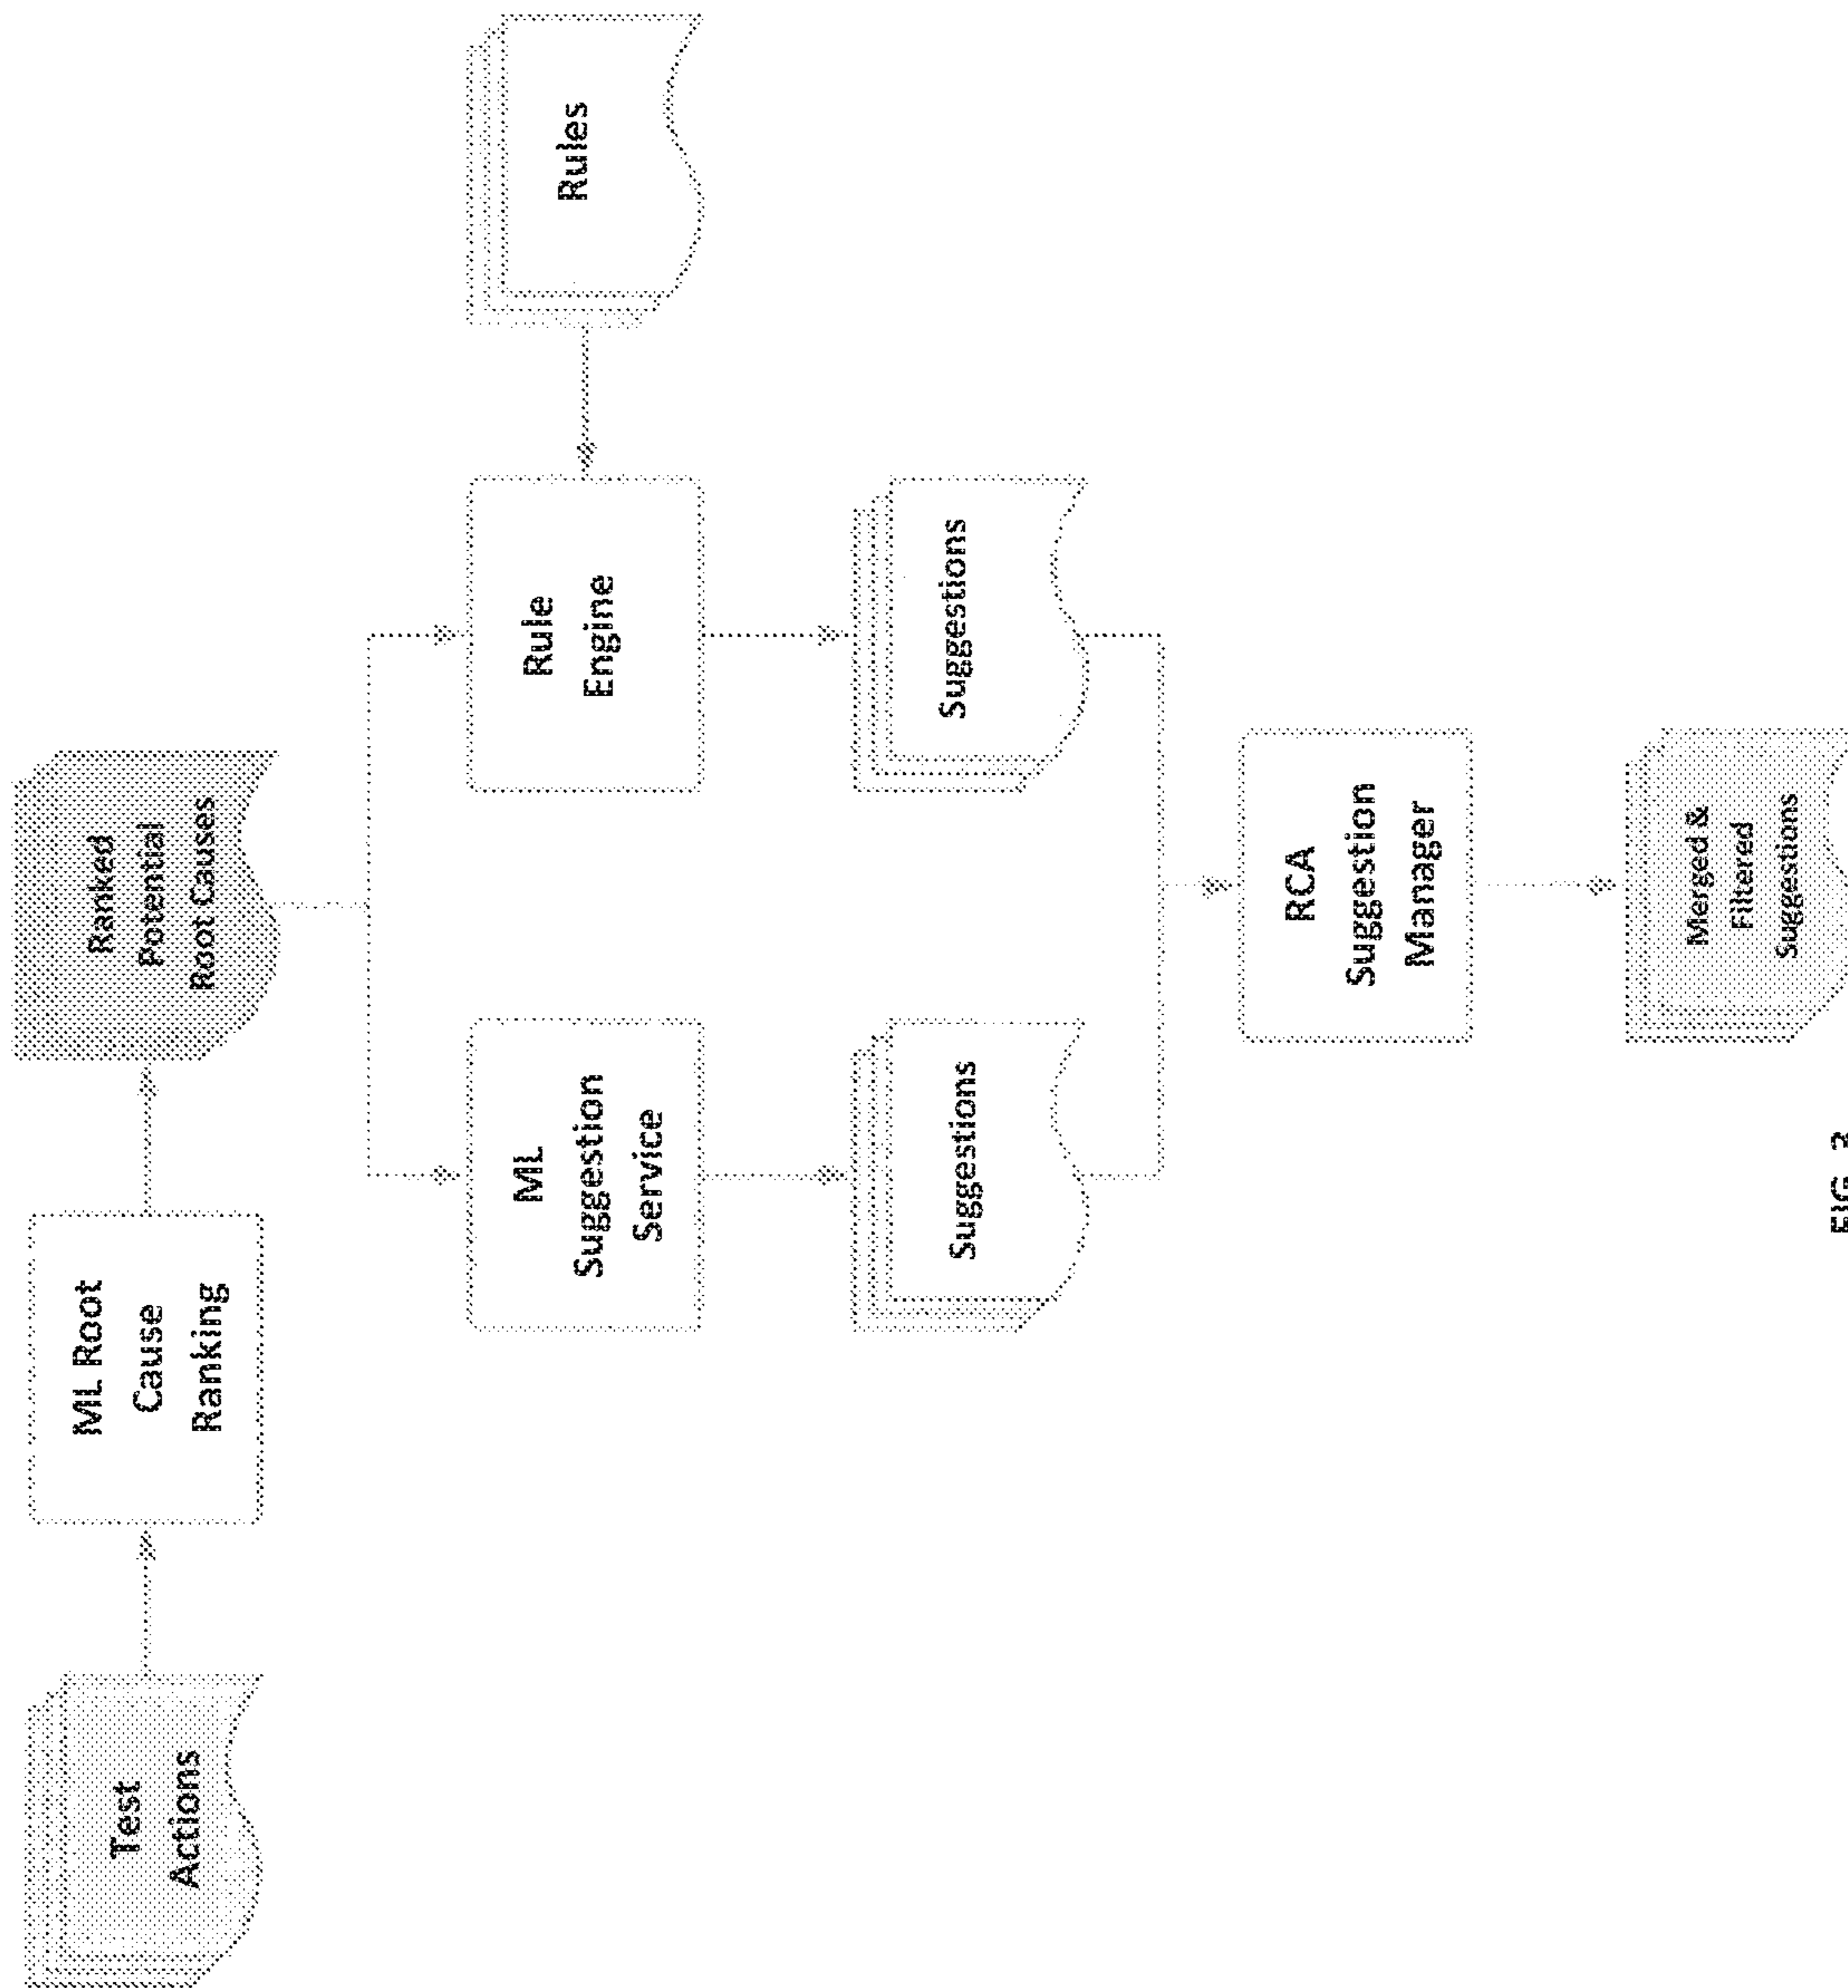 Test
Actions
ML Root
Cause
Ranking
Ranked
Potential
Root Causes
ML
Suggestion
Service
Rule
Engine
Rules
Suggestions
Suggestions
RCA
Suggestion
Manager
Merged &
Filtered
Suggestions
FIG.